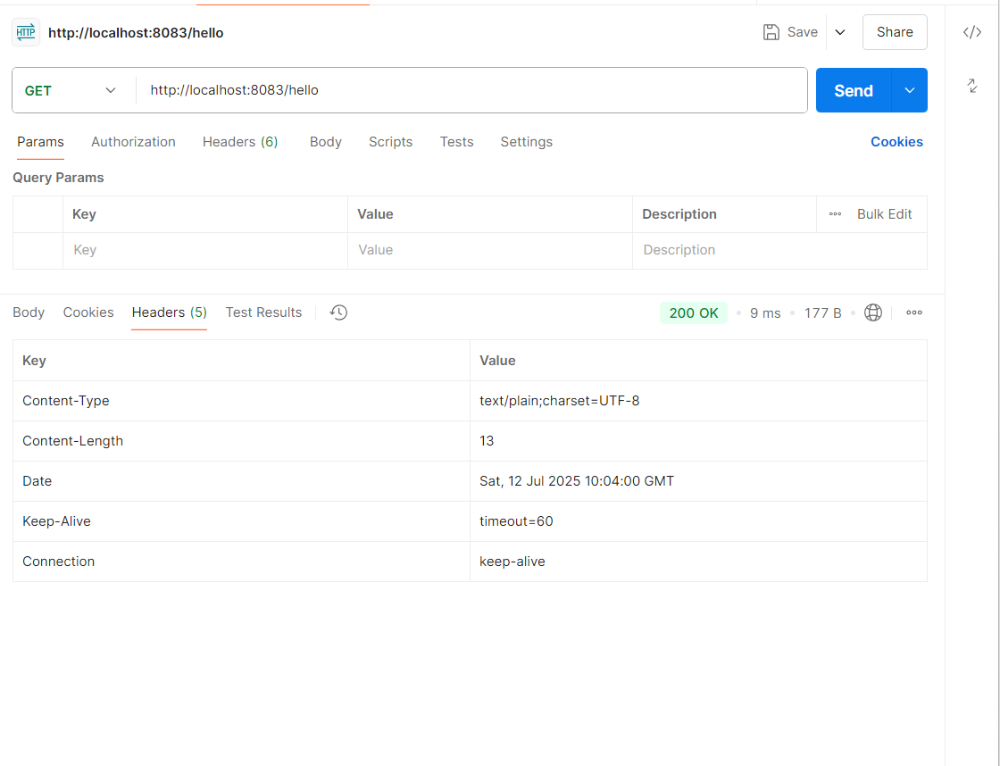 HTTP http://localhost:8083/hello Save Share
GET http://localhost:8083/hello Send
Params Authorization Headers (6) Body Scripts Tests Settings Cookies
Query Params
Key Value Description Bulk Edit
Key Value Description
Body Cookies Headers (5) Test Results 200 OK 9 ms 177 B
Key Value
Content-Type text/plain;charset=UTF-8
Content-Length 13
Date Sat, 12 Jul 2025 10:04:00 GMT
Keep-Alive timeout=60
Connection keep-alive